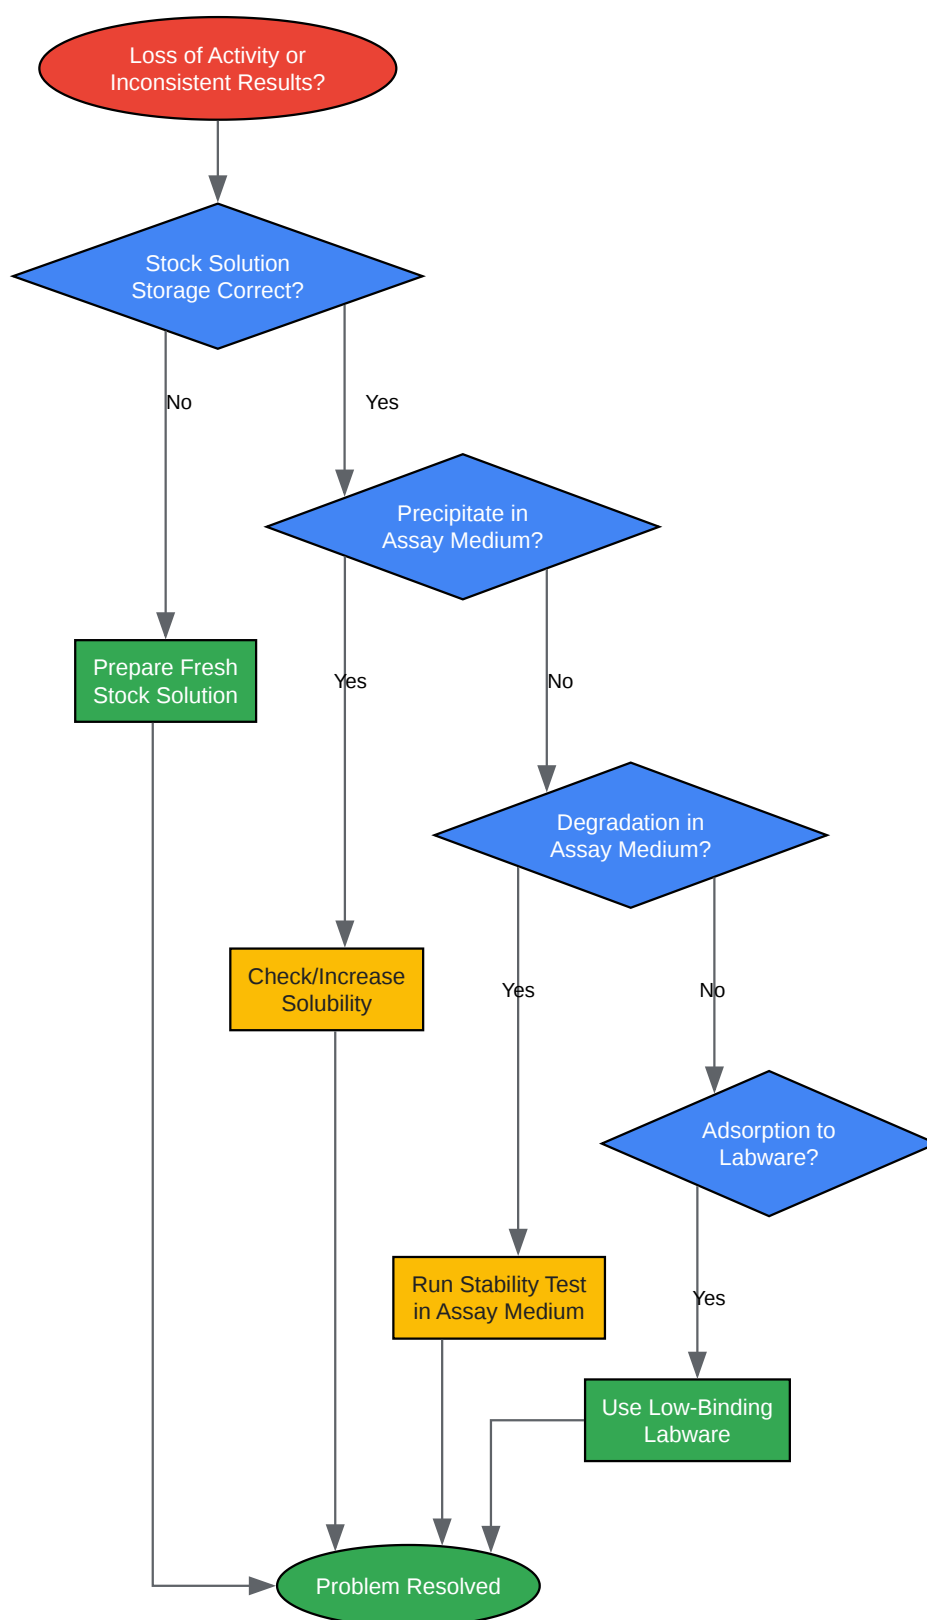 Loss of Activity or
Inconsistent Results?
Stock Solution
Storage Correct?
No
Yes
Precipitate in
Assay Medium?
Prepare Fresh
Stock Solution
Yes
No
Degradation in
Assay Medium?
Check/Increase
Solubility
Yes
No
Adsorption to
Labware?
Run Stability Test
in Assay Medium
Yes
Use Low-Binding
Labware
Problem Resolved